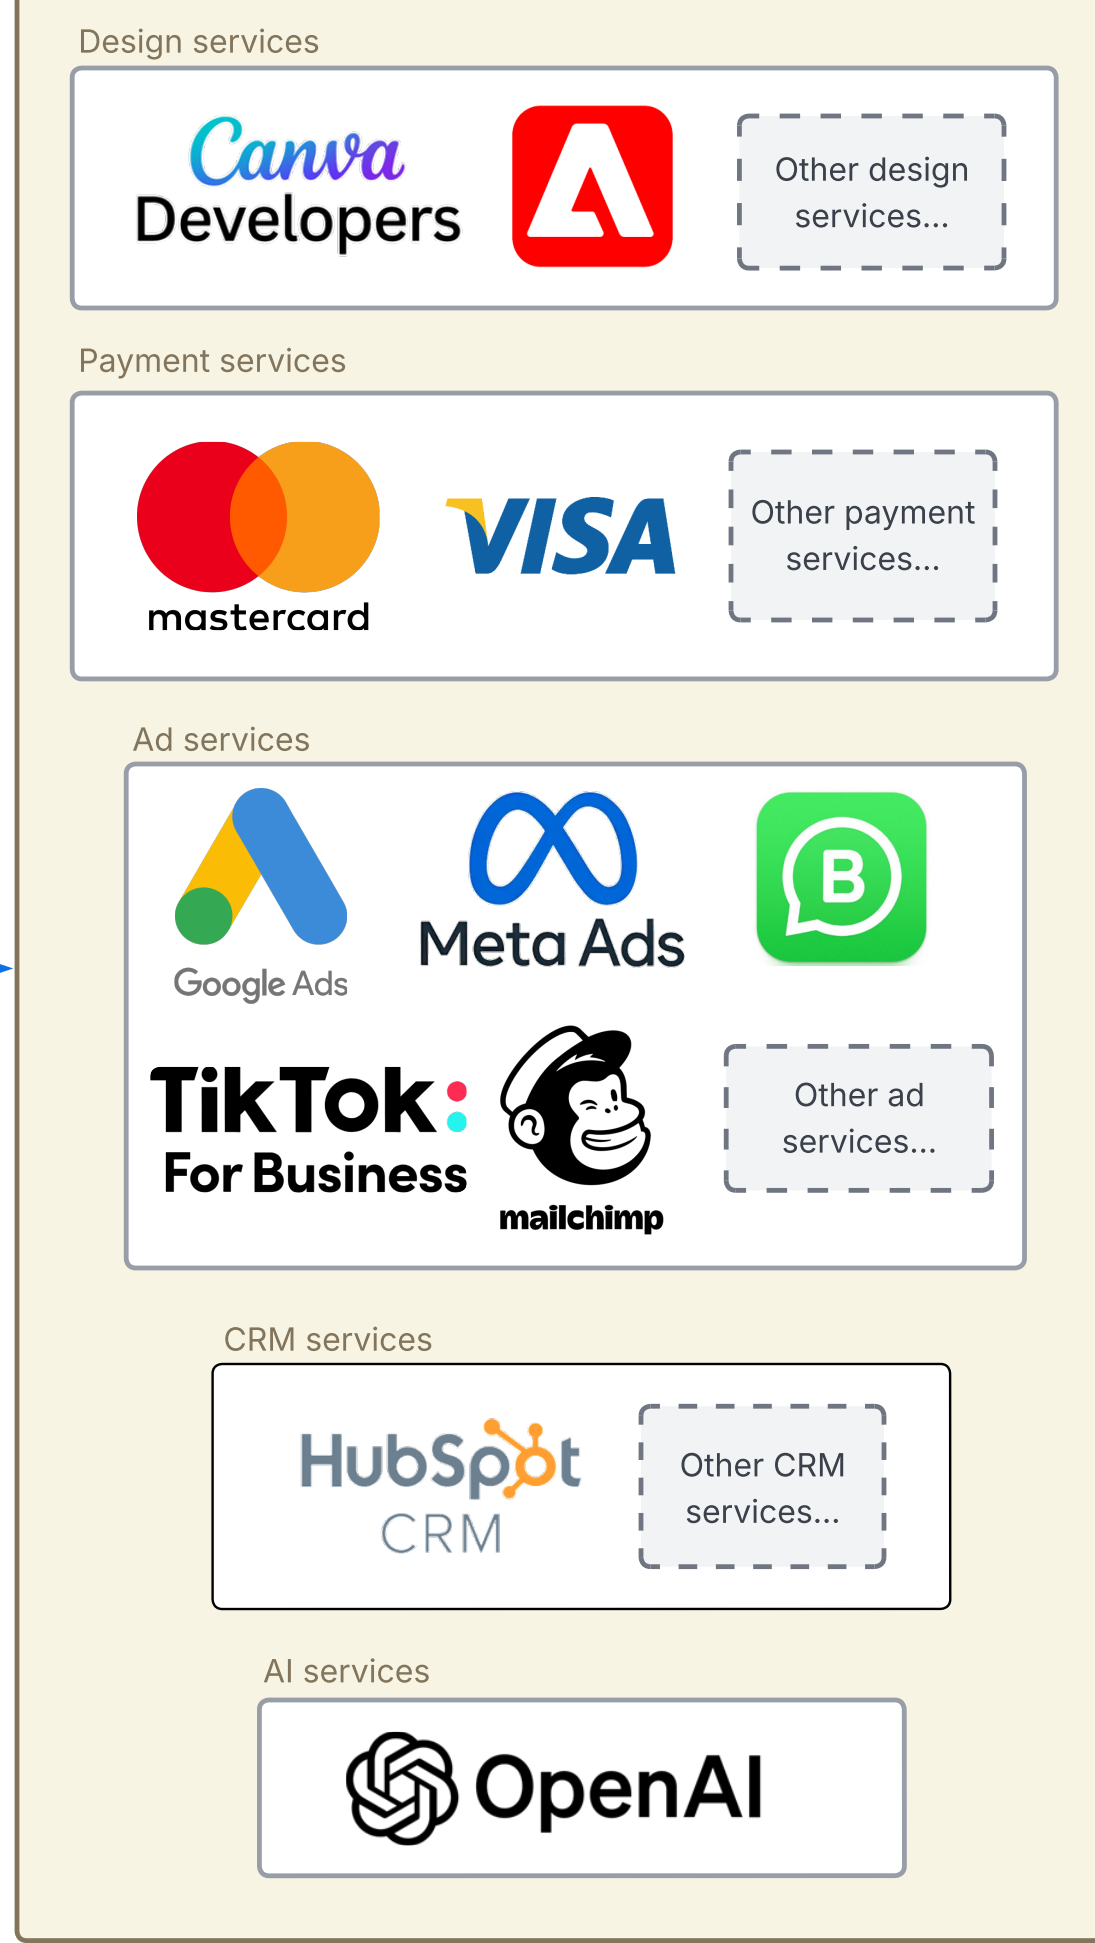 Design services
Canva
Developers
Other design
services...
Payment services
mastercard
VISA
Other payment
services...
Ad services
Google Ads
Meta Ads
B
TikTok:
For Business
mailchimp
Other ad
services...
CRM services
HubSpot
CRM
Other CRM
services...
AI services
OpenAI